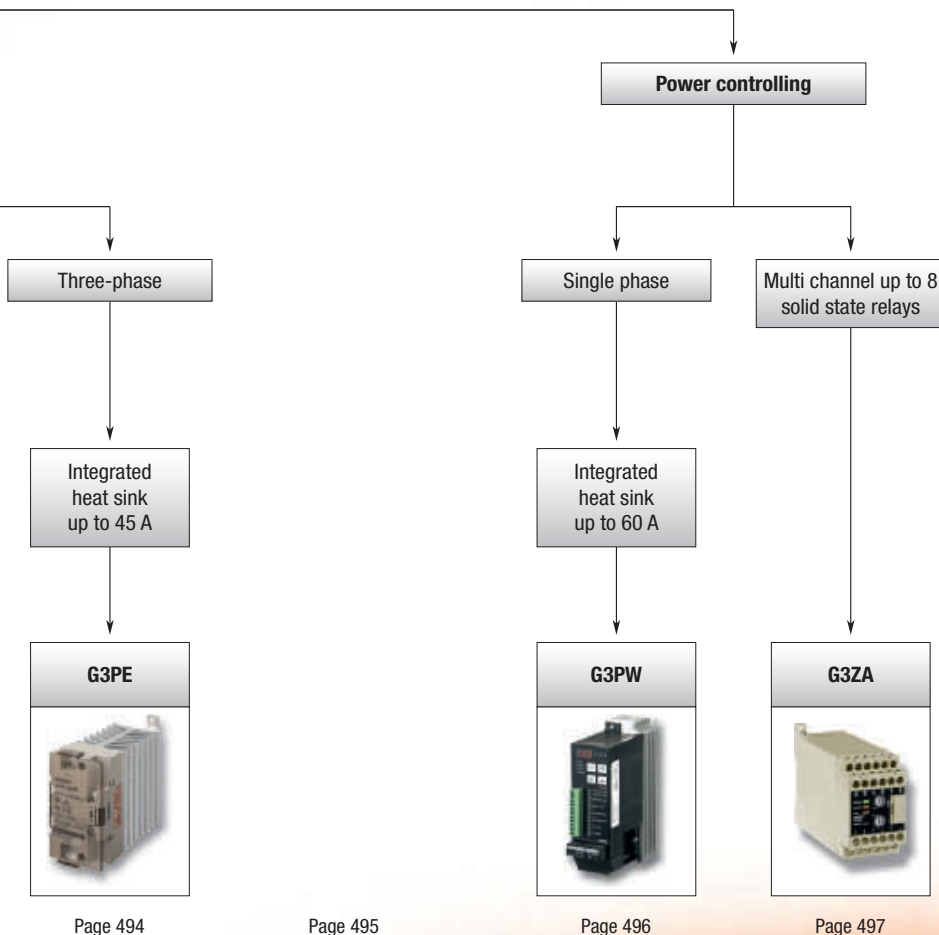 Power controlling
Three-phase
Single phase
Multi channel up to 8
solid state relays
Integrated
heat sink
up to 45 A
Integrated
heat sink
up to 60 A
G3PE
G3PW
G3ZA
Page 494
Page 495
Page 496
Page 497